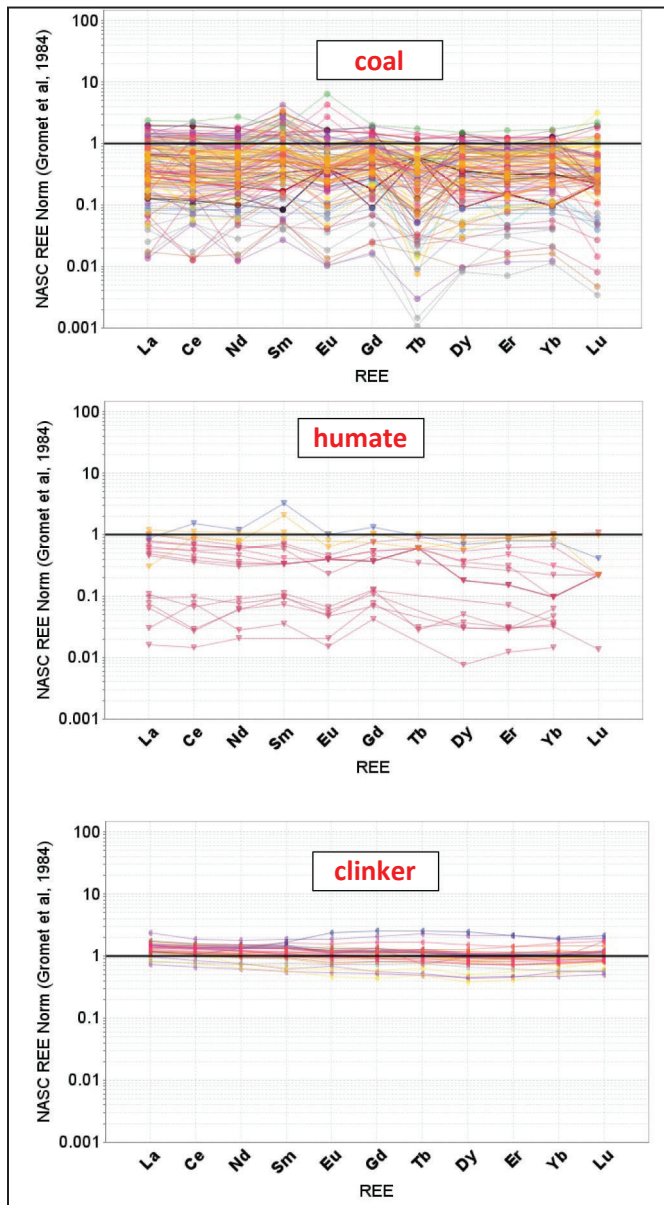 coal
NASC REE Norm (Gromet et al, 1984)
100
10
1
0.1
0.01
0.001
La Ce Nd Sm Eu Gd Tb Dy Er Yb Lu
REE
humate
NASC REE Norm (Gromet et al, 1984)
100
10
1
0.1
0.01
0.001
La Ce Nd Sm Eu Gd Tb Dy Er Yb Lu
REE
clinker
NASC REE Norm (Gromet et al, 1984)
100
10
1
0.1
0.01
0.001
La Ce Nd Sm Eu Gd Tb Dy Er Yb Lu
REE